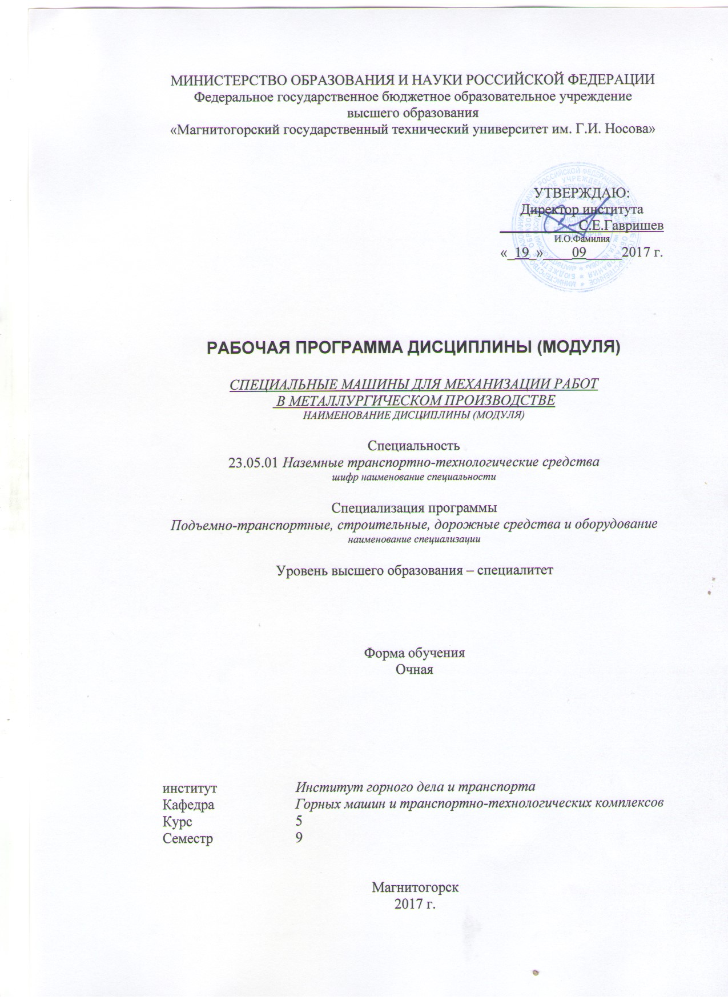 МИНИСТЕРСТВО ОБРАЗОВАНИЯ И НАУКИ РОССИЙСКОЙ ФЕДЕРАЦИИ
Федеральное государственное бюджетное образовательное учреждение
высшего образования
«Магнитогорский государственный технический университет им. Г.И. Носова»
УТВЕРЖДАЮ:
Директор института
С.Е.Гавришев
И.О.Фамилия
«_19_»____09_____2017 г.
РАБОЧАЯ ПРОГРАММА ДИСЦИПЛИНЫ (МОДУЛЯ)
СПЕЦИАЛЬНЫЕ МАШИНЫ ДЛЯ МЕХАНИЗАЦИИ РАБОТ
В МЕТАЛЛУРГИЧЕСКОМ ПРОИЗВОДСТВЕ
НАИМЕНОВАНИЕ ДИСЦИПЛИНЫ (МОДУЛЯ)
Специальность
23.05.01 Наземные транспортно-технологические средства
шифр наименование специальности
Специализация программы
Подъемно-транспортные, строительные, дорожные средства и оборудование
наименование специализации
Уровень высшего образования – специалитет
Форма обучения
Очная
институт Институт горного дела и транспорта
Кафедра Горных машин и транспортно-технологических комплексов
Курс 5
Семестр 9
Магнитогорск
2017 г.